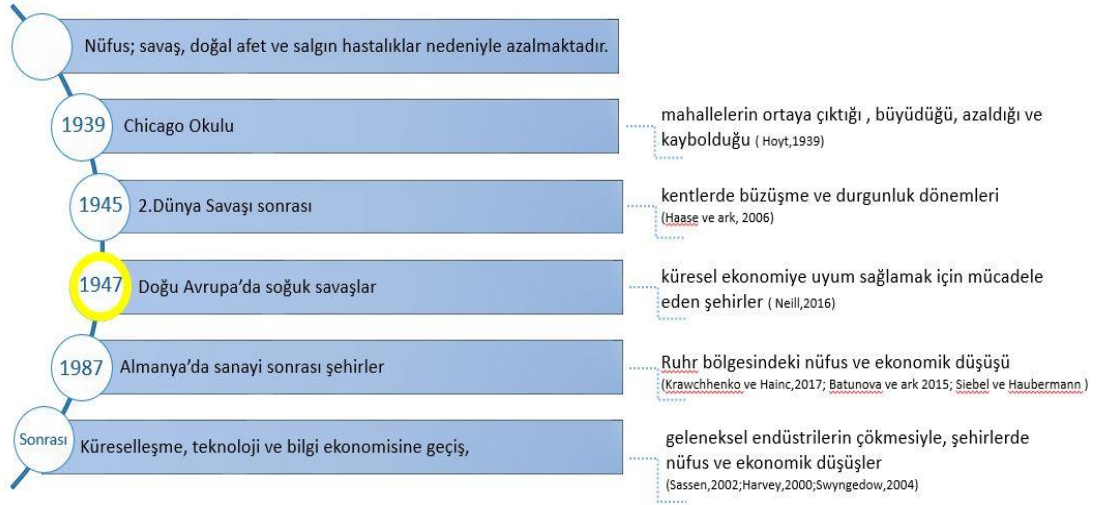 Nüfus; savaş, doğal afet ve salgın hastalıklar nedeniyle azalmaktadır.
1939
Chicago Okulu
mahallelerin ortaya çıktığı , büyüdüğü, azaldığı ve
kaybolduğu ( Hoyt,1939)
1945
2.Dünya Savaşı sonrası
kentlerde büzüşme ve durgunluk dönemleri
(Haase ve ark, 2006)
1947
Doğu Avrupa’da soğuk savaşlar
küresel ekonomiye uyum sağlamak için mücadele
eden şehirler ( Neill,2016)
1987
Almanya’da sanayi sonrası şehirler
Ruhr bölgesindeki nüfus ve ekonomik düşüşü
(Krawchhenko ve Hainc,2017; Batunova ve ark 2015; Siebel ve Haubermann )
Sonrası
Küreselleşme, teknoloji ve bilgi ekonomisine geçiş,
geleneksel endüstrilerin çökmesiyle, şehirlerde
nüfus ve ekonomik düşüşler
(Sassen,2002;Harvey,2000;Swyngedow,2004)